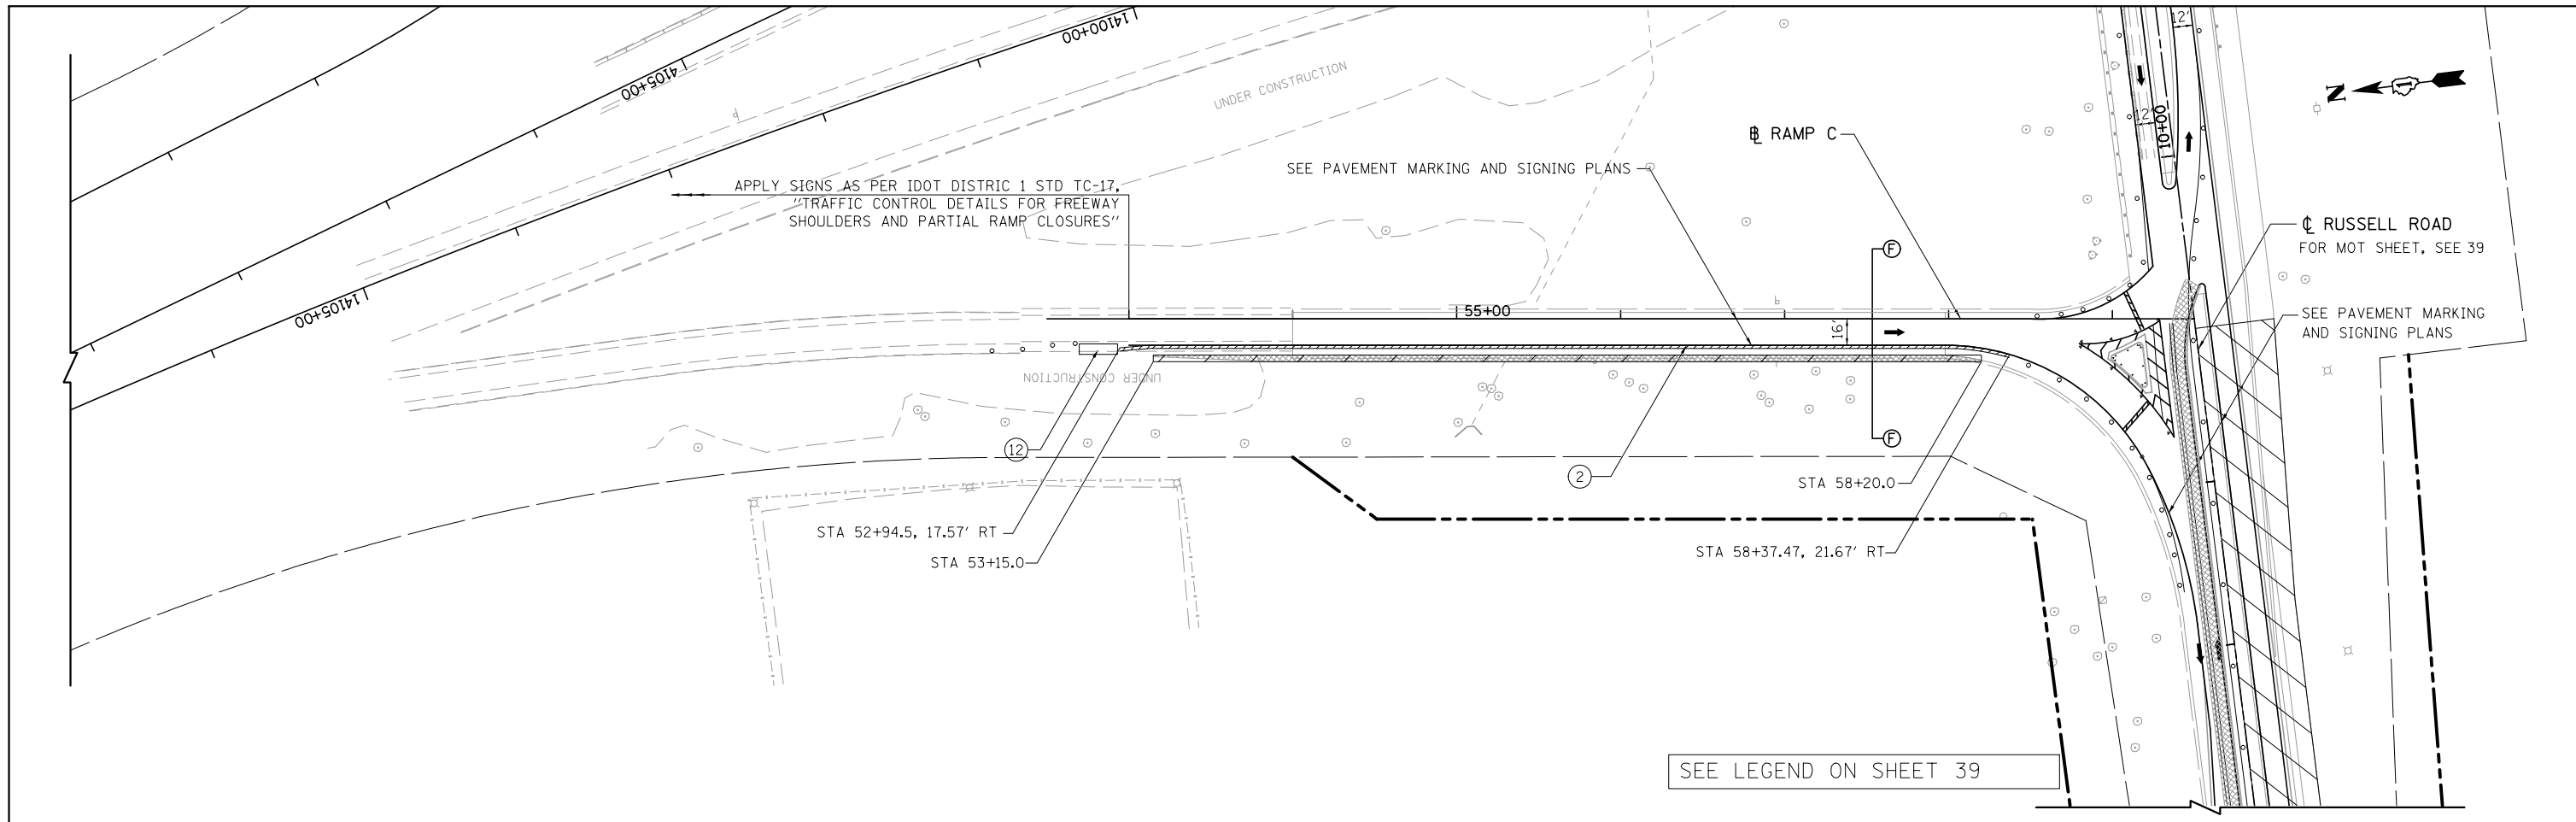 14100+00
14105+00
14105+00
UNDER CONSTRUCTION
APPLY SIGNS AS PER IDOT DISTRIC 1 STD TC-17,
"TRAFFIC CONTROL DETAILS FOR FREEWAY
SHOULDERS AND PARTIAL RAMP CLOSURES"
SEE PAVEMENT MARKING AND SIGNING PLANS
RAMP C
12'
12'
10+00
N
F
℄ RUSSELL ROAD
FOR MOT SHEET, SEE 39
SEE PAVEMENT MARKING
AND SIGNING PLANS
55+00
16'
UNDER CONSTRUCTION
F
12
2
STA 58+20.0
STA 52+94.5, 17.57' RT
STA 53+15.0
STA 58+37.47, 21.67' RT
SEE LEGEND ON SHEET 39